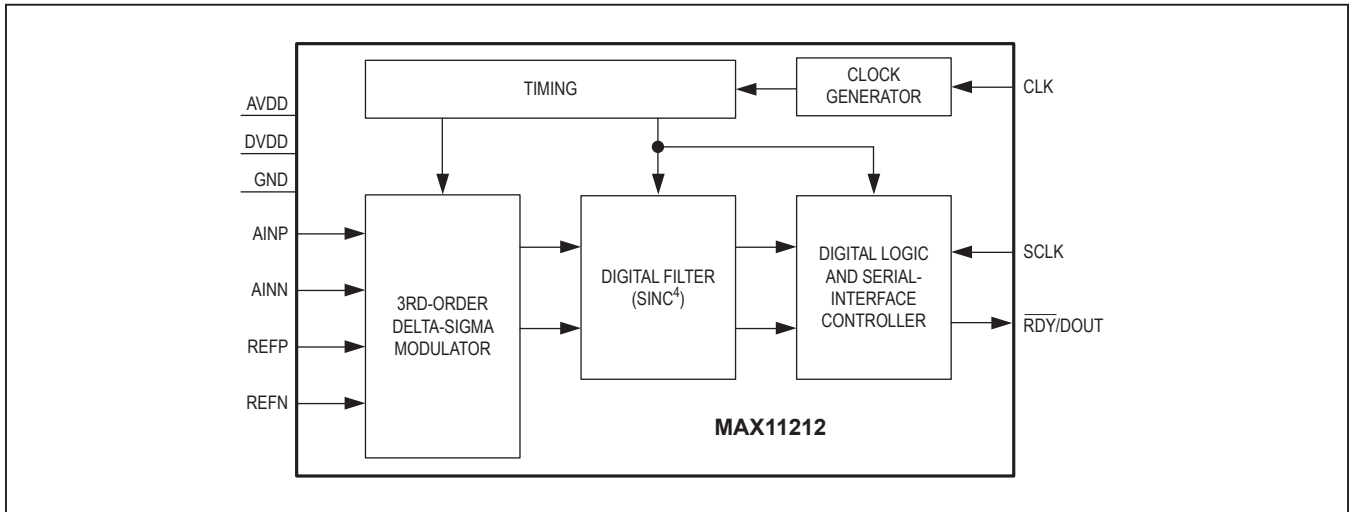 TIMING
CLOCK
GENERATOR
CLK
AVDD
DVDD
GND
AINP
AINN
REFP
REFN
3RD-ORDER
DELTA-SIGMA
MODULATOR
DIGITAL FILTER
(SINC⁴)
DIGITAL LOGIC
AND SERIAL-
INTERFACE
CONTROLLER
SCLK
R̅D̅Y̅/DOUT
MAX11212